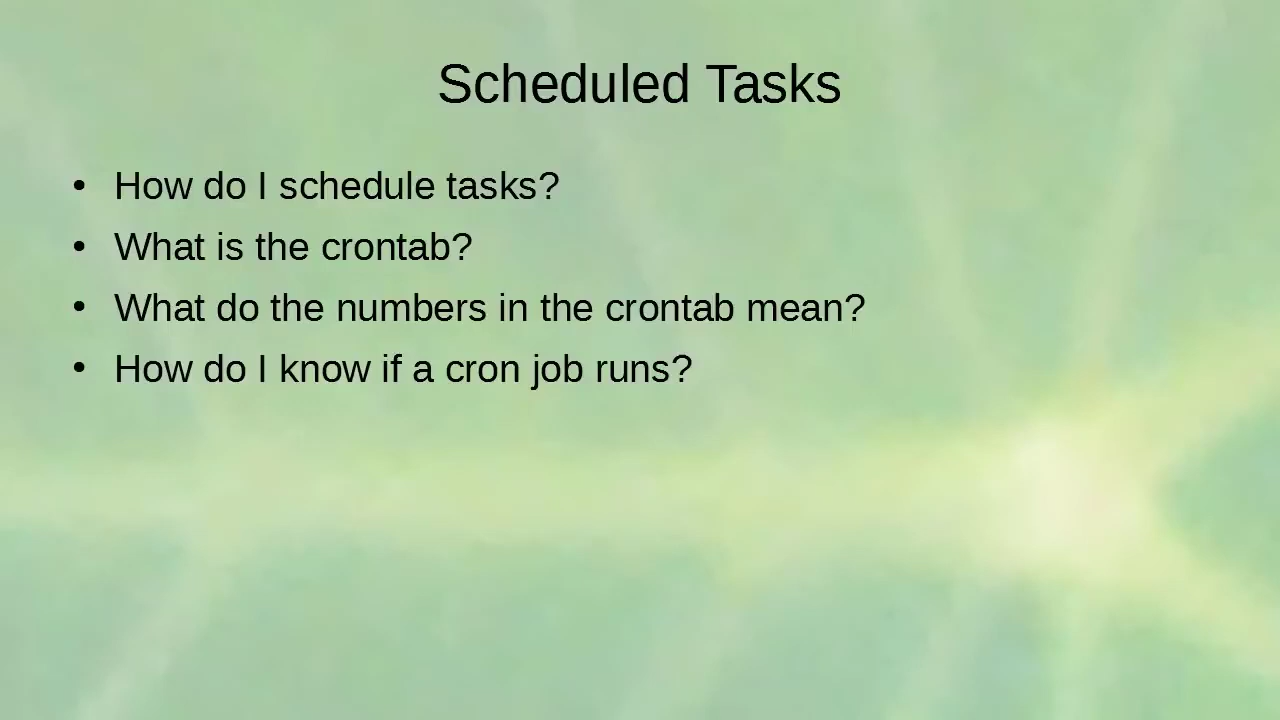 Scheduled Tasks
• How do I schedule tasks?
• What is the crontab?
• What do the numbers in the crontab mean?
• How do I know if a cron job runs?